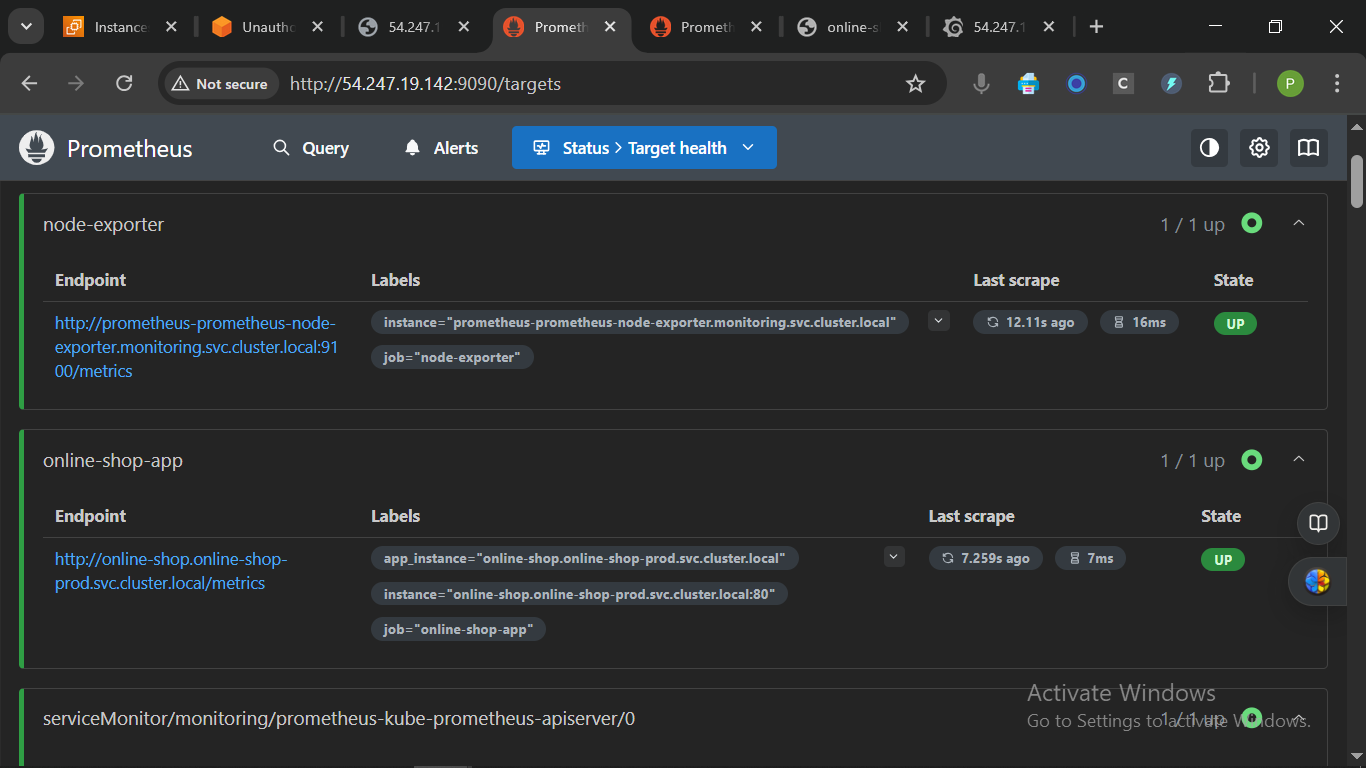 Instance
Unautho
54.247.1
Prometh
Prometh
online-s
54.247.1
Not secure
http://54.247.19.142:9090/targets
C
P
Prometheus
Query
Alerts
Status > Target health
node-exporter
1 / 1 up
Endpoint
Labels
Last scrape
State
http://prometheus-prometheus-node-
exporter.monitoring.svc.cluster.local:91
00/metrics
instance="prometheus-prometheus-node-exporter.monitoring.svc.cluster.local"
12.11s ago
16ms
UP
job="node-exporter"
online-shop-app
1 / 1 up
Endpoint
Labels
Last scrape
State
http://online-shop.online-shop-
prod.svc.cluster.local/metrics
app_instance="online-shop.online-shop-prod.svc.cluster.local"
7.259s ago
7ms
UP
instance="online-shop.online-shop-prod.svc.cluster.local:80"
job="online-shop-app"
serviceMonitor/monitoring/prometheus-kube-prometheus-apiserver/0
1 / 1 up
Activate Windows
Go to Settings to activate Windows.